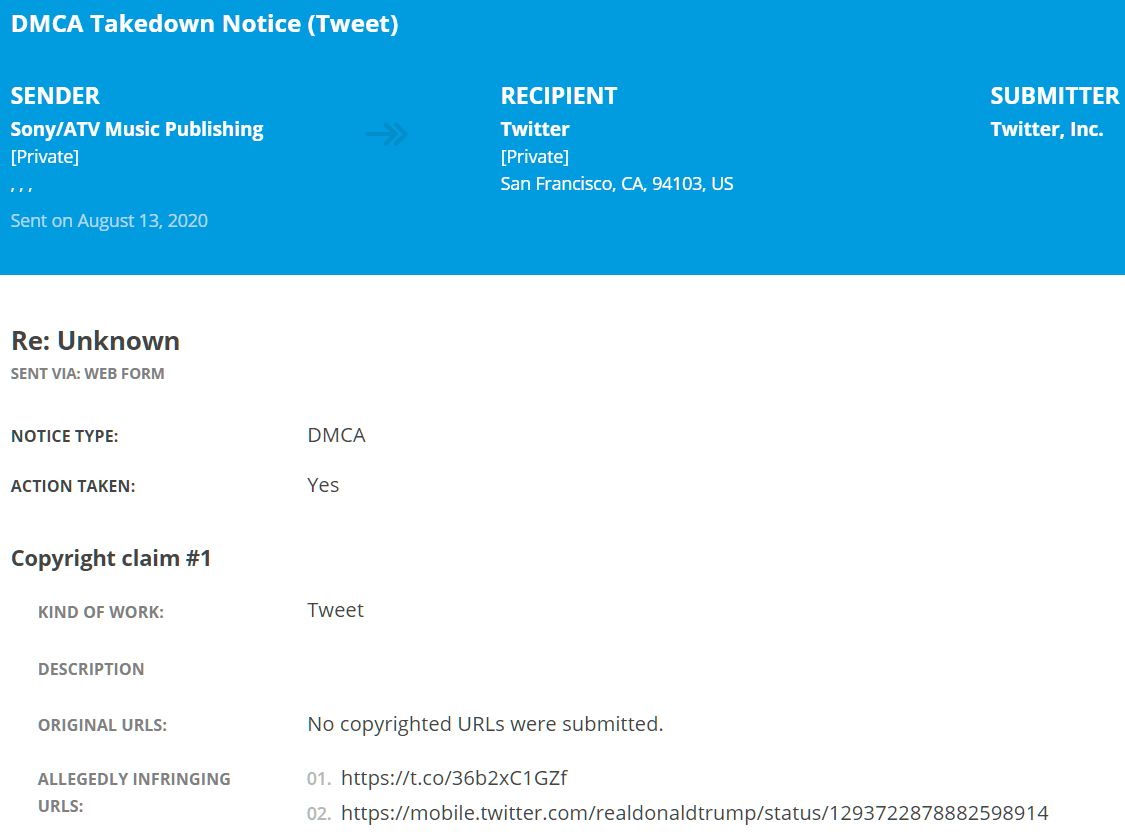 DMCA Takedown Notice (Tweet)
SENDER
Sony/ATV Music Publishing
[Private]
, , ,
Sent on August 13, 2020
RECIPIENT
Twitter
[Private]
San Francisco, CA, 94103, US
SUBMITTER
Twitter, Inc.
Re: Unknown
SENT VIA: WEB FORM
NOTICE TYPE: DMCA
ACTION TAKEN: Yes
Copyright claim #1
KIND OF WORK: Tweet
DESCRIPTION
ORIGINAL URLS: No copyrighted URLs were submitted.
ALLEGEDLY INFRINGING
URLS:
01. https://t.co/36b2xC1GZf
02. https://mobile.twitter.com/realdonaldtrump/status/1293722878882598914